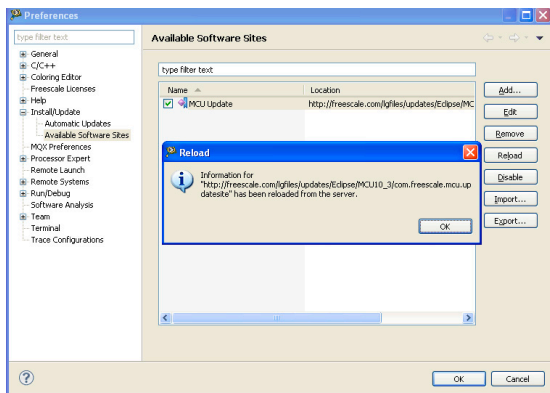 Preferences
type filter text
General
C/C++
Coloring Editor
Freescale Licenses
Help
Install/Update
Automatic Updates
Available Software Sites
MQX Preferences
Processor Expert
Remote Launch
Remote Systems
Run/Debug
Software Analysis
Team
Terminal
Trace Configurations
Available Software Sites
type filter text
Name Location
MCU Update http://freescale.com/lgfiles/updates/Eclipse/MC
Add...
Edit
Remove
Reload
Disable
Import...
Export...
Reload
Information for
"http://freescale.com/lgfiles/updates/Eclipse/MCU10_3/com.freescale.mcu.up
datesite" has been reloaded from the server.
OK
OK Cancel